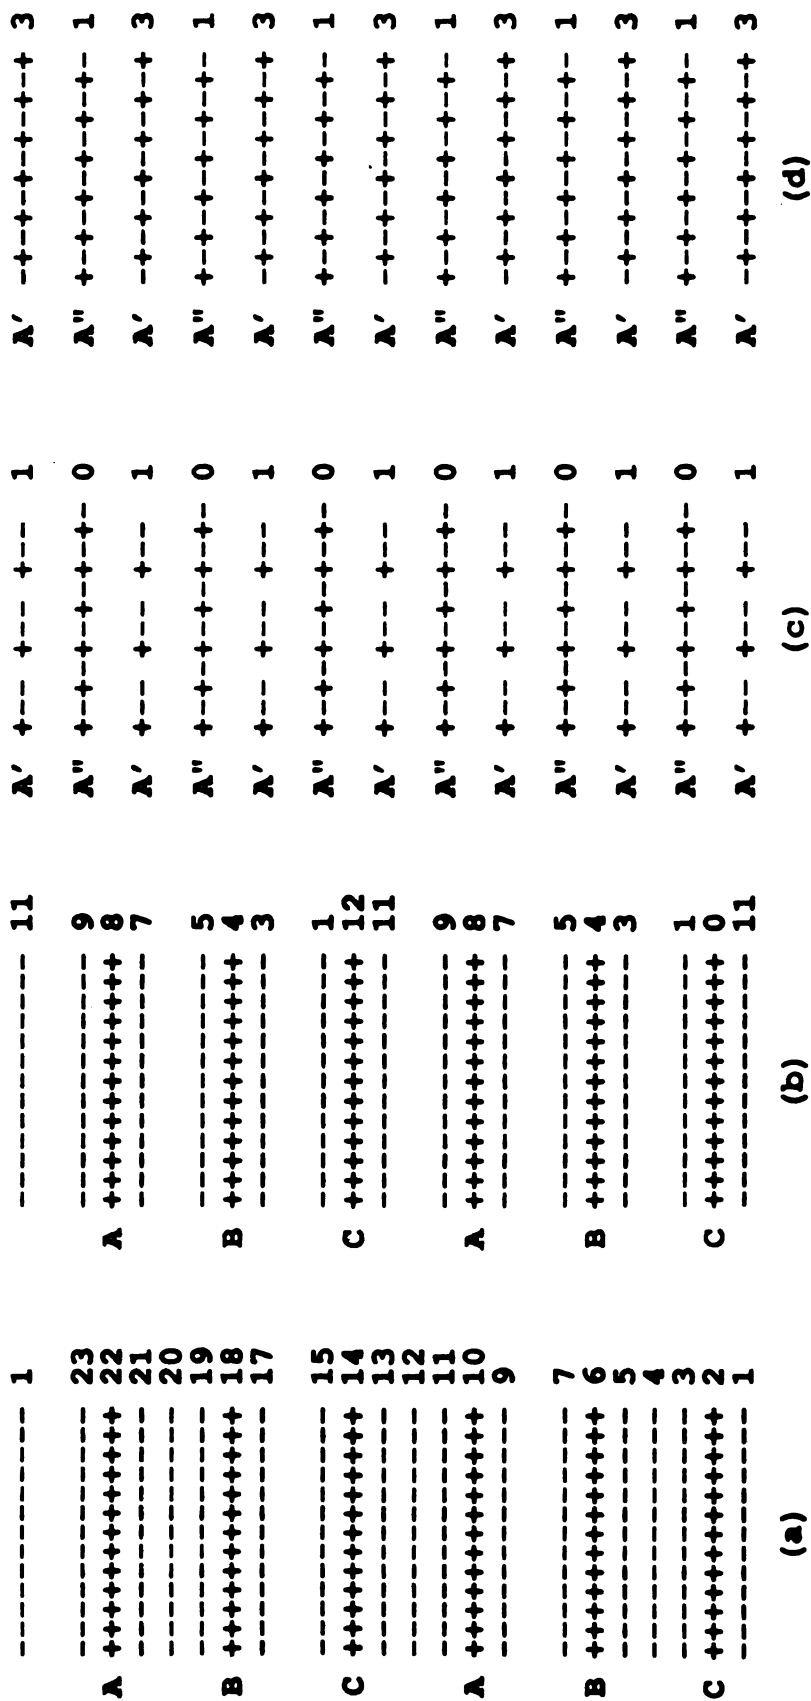 ------------- 1 ------------- 11 A' +-- +-- +-- 1 A' -+-+-+-+-+-+ 3
------------- 23 ------------- 9 A" +-+-+-+-+-+- 0 A" +-+-+-+-+-+- 1
A +++++++++++++ 22 A +++++++++++++ 8
------------- 21 ------------- 7 A' +-- +-- +-- 1 A' -+-+-+-+-+-+ 3
------------- 20
------------- 19 ------------- 5 A" +-+-+-+-+-+- 0 A" +-+-+-+-+-+- 1
B +++++++++++++ 18 B +++++++++++++ 4
------------- 17 ------------- 3 A' +-- +-- +-- 1 A' -+-+-+-+-+-+ 3
------------- 15 ------------- 1 A" +-+-+-+-+-+- 0 A" +-+-+-+-+-+- 1
C +++++++++++++ 14 C +++++++++++++ 12
------------- 13 ------------- 11 A' +-- +-- +-- 1 A' -+-+-+-+-+-+ 3
------------- 12
------------- 11 ------------- 9 A" +-+-+-+-+-+- 0 A" +-+-+-+-+-+- 1
A +++++++++++++ 10 A +++++++++++++ 8
------------- 9 ------------- 7 A' +-- +-- +-- 1 A' -+-+-+-+-+-+ 3
------------- 7 ------------- 5 A" +-+-+-+-+-+- 0 A" +-+-+-+-+-+- 1
B +++++++++++++ 6 B +++++++++++++ 4
------------- 5 ------------- 3 A' +-- +-- +-- 1 A' -+-+-+-+-+-+ 3
------------- 4
------------- 3 ------------- 1 A" +-+-+-+-+-+- 0 A" +-+-+-+-+-+- 1
C +++++++++++++ 2 C +++++++++++++ 0
------------- 1 ------------- 11 A' +-- +-- +-- 1 A' -+-+-+-+-+-+ 3
(a) (b) (c) (d)